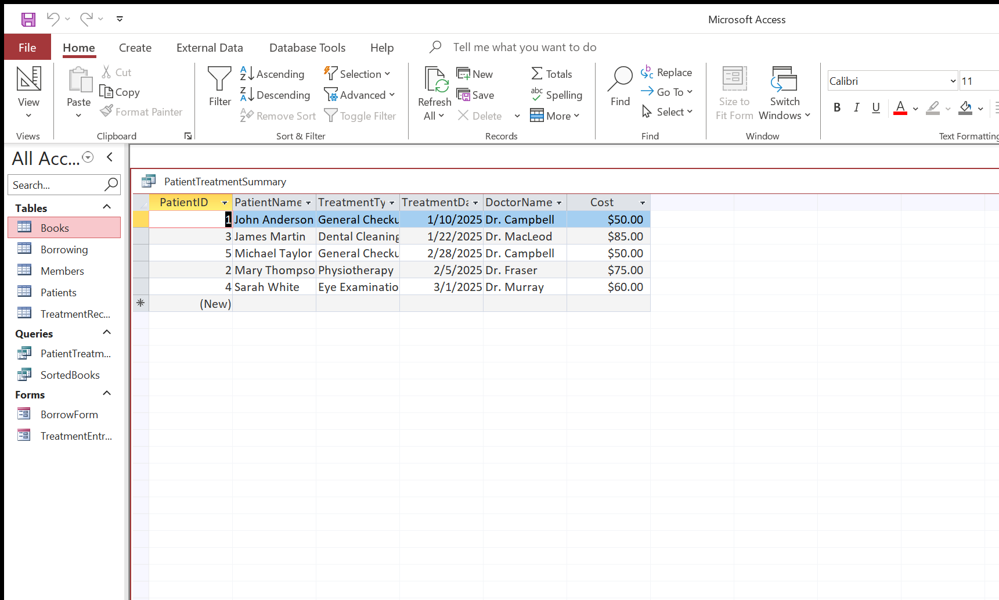 Microsoft Access
File Home Create External Data Database Tools Help Tell me what you want to do
View
Views
Paste
Cut
Copy
Format Painter
Clipboard
Filter
Ascending
Descending
Remove Sort
Selection
Advanced
Toggle Filter
Sort & Filter
Refresh
All
New
Save
Delete
Totals
Spelling
More
Records
Find
Replace
Go To
Select
Find
Size to
Fit Form
Switch
Windows
Window
Calibri 11
B I U A
Text Formatting
All Acc...
Search...
Tables
Books
Borrowing
Members
Patients
TreatmentRec...
Queries
PatientTreatm...
SortedBooks
Forms
BorrowForm
TreatmentEntr...
PatientTreatmentSummary
PatientID PatientName TreatmentTy TreatmentDa DoctorName Cost
1 John Anderson General Checku 1/10/2025 Dr. Campbell $50.00
3 James Martin Dental Cleaning 1/22/2025 Dr. MacLeod $85.00
5 Michael Taylor General Checku 2/28/2025 Dr. Campbell $50.00
2 Mary Thompso Physiotherapy 2/5/2025 Dr. Fraser $75.00
4 Sarah White Eye Examinatio 3/1/2025 Dr. Murray $60.00
(New)